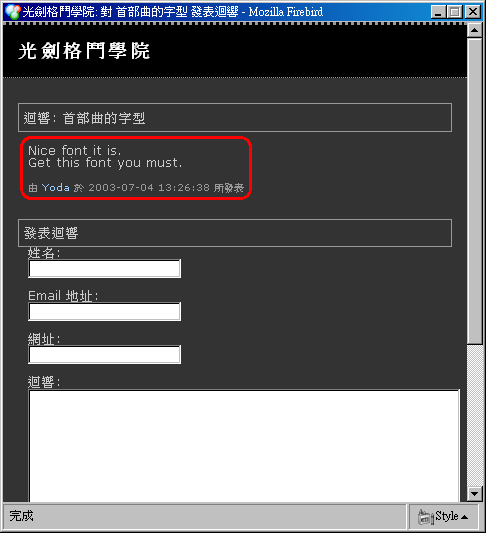 光劍格鬥學院: 對 首部曲的字型 發表迴響 - Mozilla Firebird
光劍格鬥學院
迴響: 首部曲的字型
Nice font it is.
Get this font you must.
由 Yoda 於 2003-07-04 13:26:38 所發表
發表迴響
姓名:
Email 地址:
網址:
迴響:
完成
Style